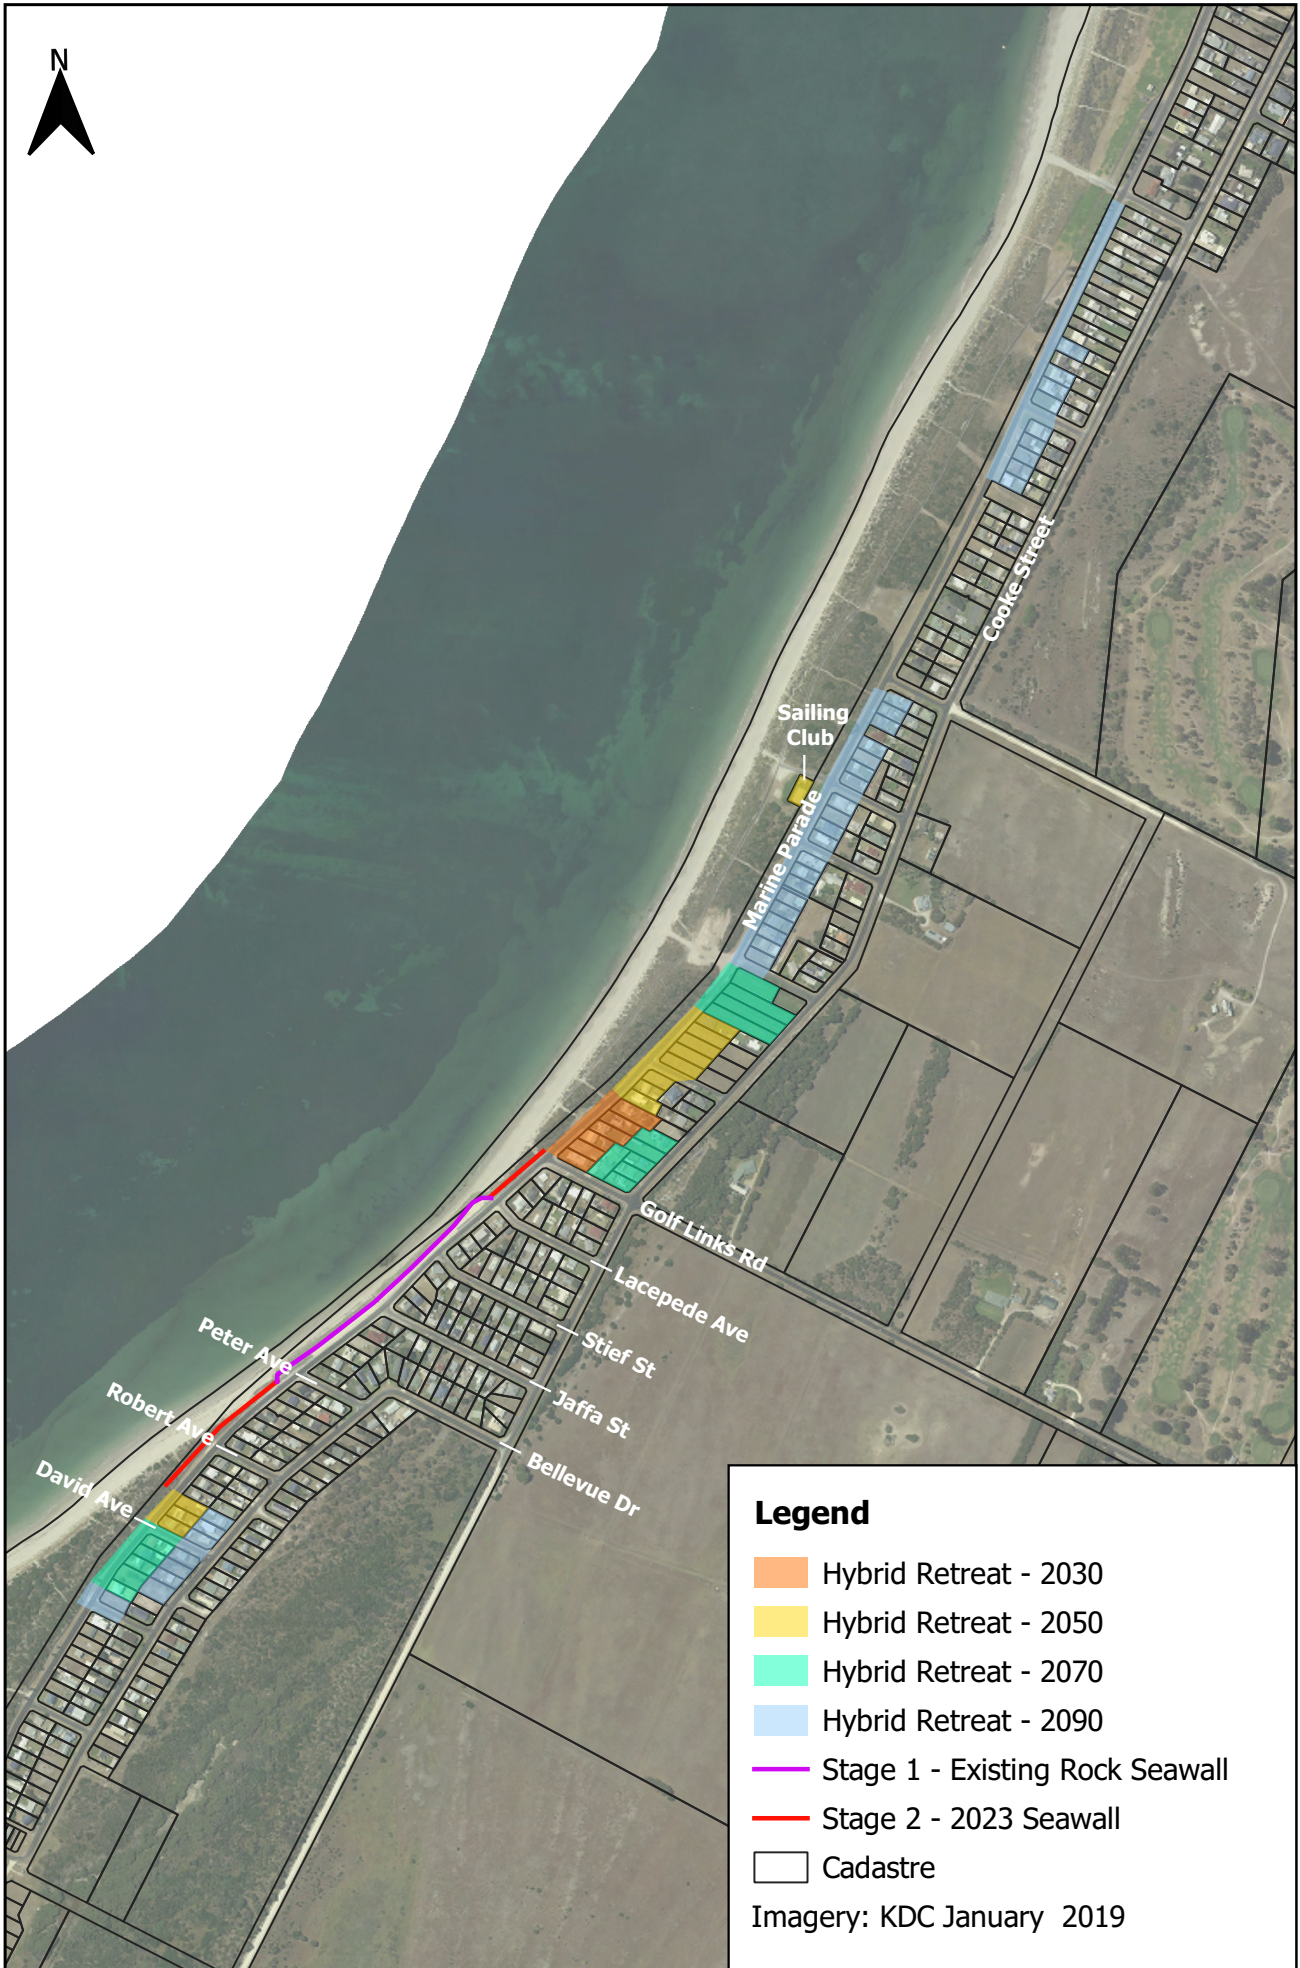 N
Cooke Street
Sailing
Club
Marine Parade
Golf Links Rd
Lacepede Ave
Stief St
Peter Ave
Jaffa St
Robert Ave
Bellevue Dr
David Ave
Legend
Hybrid Retreat - 2030
Hybrid Retreat - 2050
Hybrid Retreat - 2070
Hybrid Retreat - 2090
Stage 1 - Existing Rock Seawall
Stage 2 - 2023 Seawall
Cadastre
Imagery: KDC January 2019